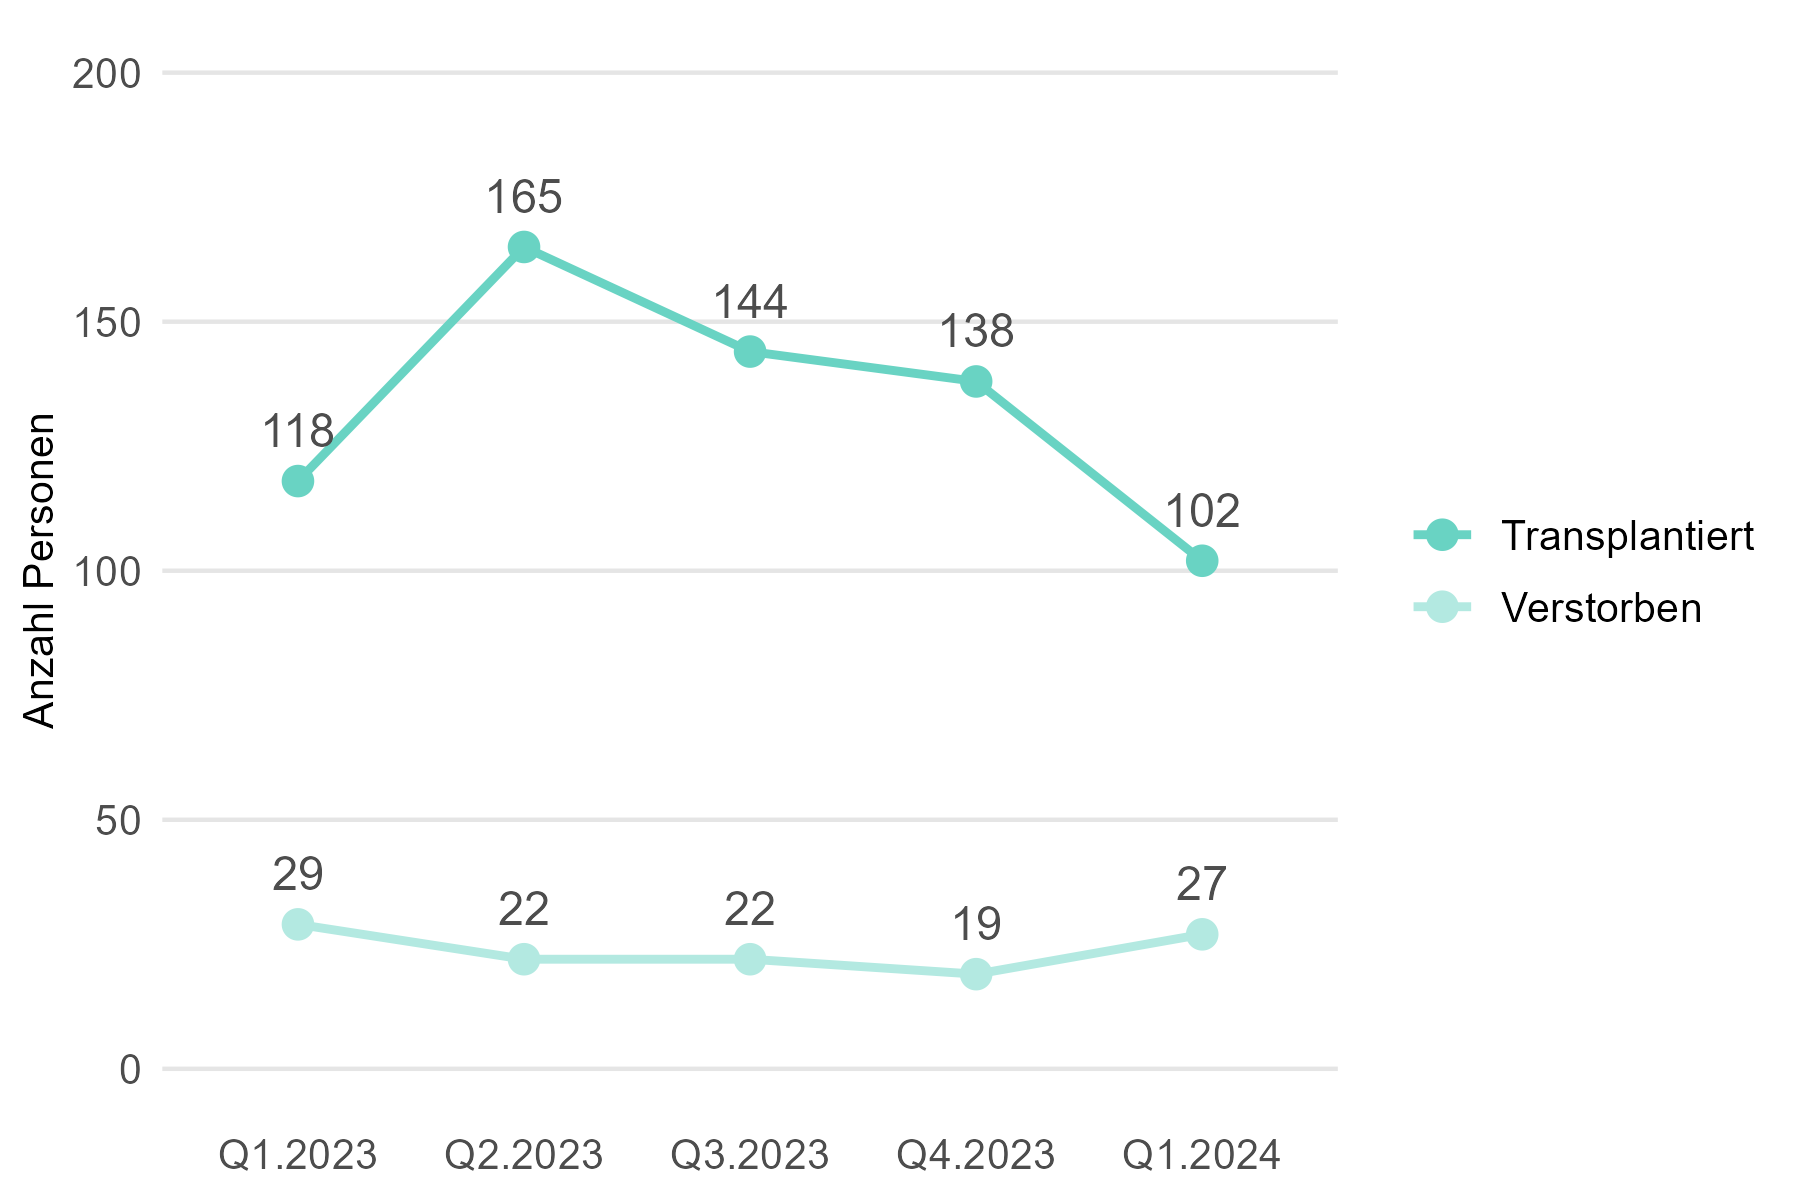 200
165
150
144
138
118
102
100
50
29
22
22
19
27
0
Anzahl Personen
Q1.2023
Q2.2023
Q3.2023
Q4.2023
Q1.2024
Transplantiert
Verstorben